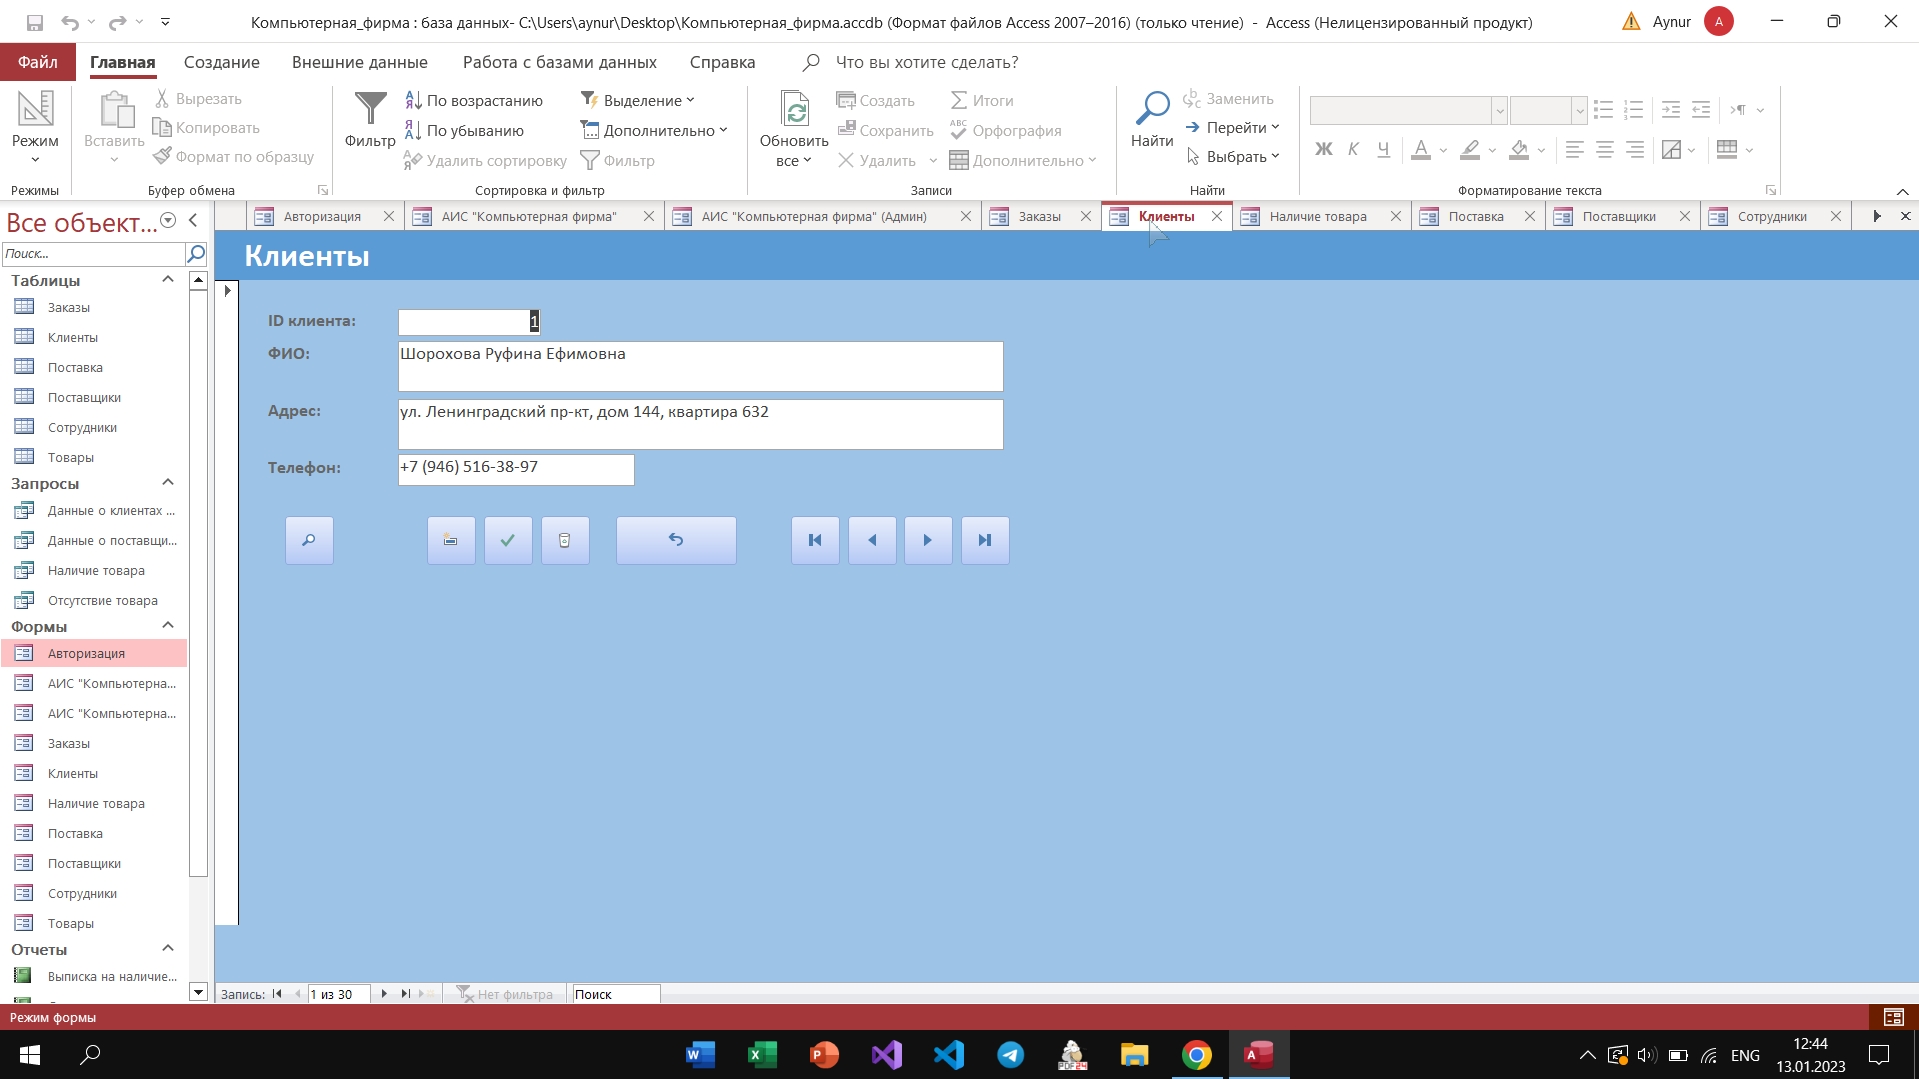 Компьютерная_фирма : база данных- C:\Users\aynur\Desktop\Компьютерная_фирма.accdb (Формат файлов Access 2007–2016) (только чтение) - Access (Нелицензированный продукт)
Aynur
A
Файл
Главная
Создание
Внешние данные
Работа с базами данных
Справка
Что вы хотите сделать?
Режим
Режимы
Вставить
Вырезать
Копировать
Формат по образцу
Буфер обмена
Фильтр
По возрастанию
По убыванию
Удалить сортировку
Выделение
Дополнительно
Фильтр
Сортировка и фильтр
Обновить
все
Создать
Сохранить
Удалить
Итоги
Орфография
Дополнительно
Записи
Найти
Заменить
Перейти
Выбрать
Найти
Ж
К
Ч
А
Форматирование текста
Все объект...
Поиск...
Таблицы
Заказы
Клиенты
Поставка
Поставщики
Сотрудники
Товары
Запросы
Данные о клиентах ...
Данные о поставщи...
Наличие товара
Отсутствие товара
Формы
Авторизация
АИС "Компьютерна...
АИС "Компьютерна...
Заказы
Клиенты
Наличие товара
Поставка
Поставщики
Сотрудники
Товары
Отчеты
Выписка на наличие...
Авторизация
АИС "Компьютерная фирма"
АИС "Компьютерная фирма" (Админ)
Заказы
Клиенты
Наличие товара
Поставка
Поставщики
Сотрудники
Клиенты
ID клиента:
1
ФИО:
Шорохова Руфина Ефимовна
Адрес:
ул. Ленинградский пр-кт, дом 144, квартира 632
Телефон:
+7 (946) 516-38-97
Запись:
1 из 30
Нет фильтра
Поиск
Режим формы
ENG
12:44
13.01.2023